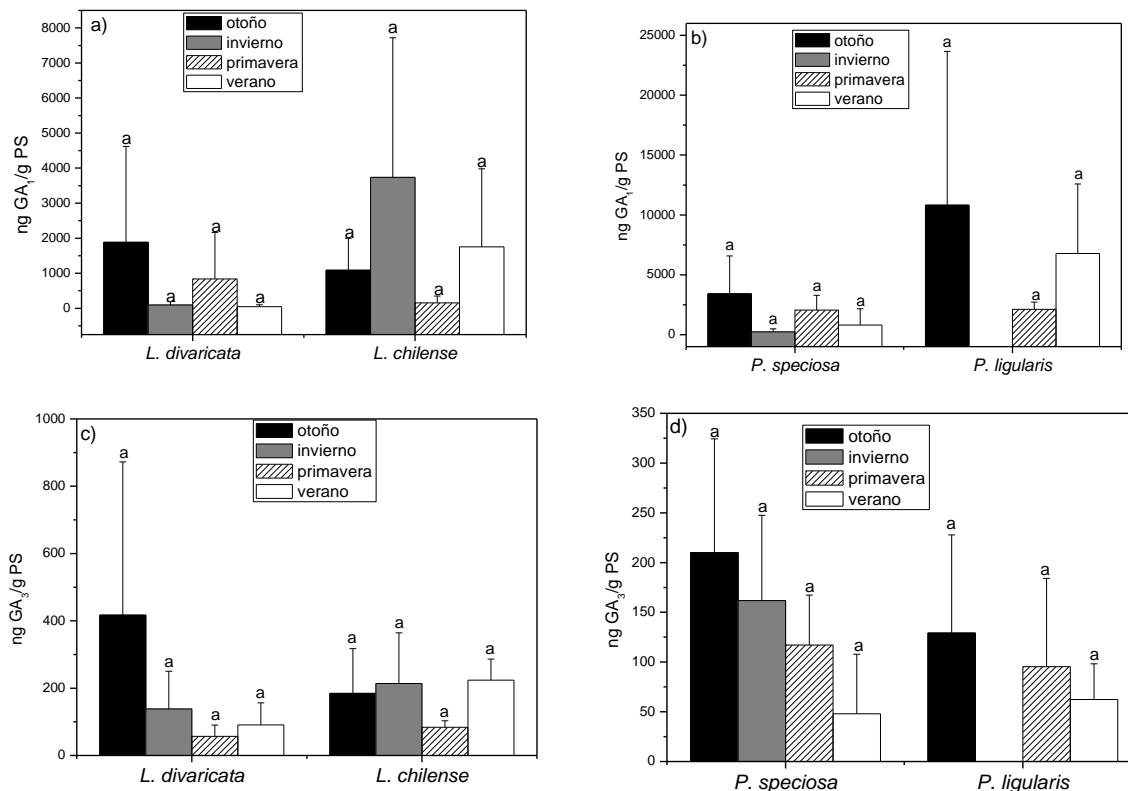 a)
otoño
invierno
primavera
verano
8000
7000
6000
5000
4000
3000
2000
1000
0
ng GA1/g PS
a
a
a
a
a
a
a
a
L. divaricata
L. chilense
b)
otoño
invierno
primavera
verano
25000
20000
15000
10000
5000
0
ng GA1/g PS
a
a
a
a
a
a
a
P. speciosa
P. ligularis
c)
otoño
invierno
primavera
verano
1000
800
600
400
200
0
ng GA3/g PS
a
a
a
a
a
a
a
a
L. divaricata
L. chilense
d)
otoño
invierno
primavera
verano
350
300
250
200
150
100
50
0
ng GA3/g PS
a
a
a
a
a
a
a
P. speciosa
P. ligularis